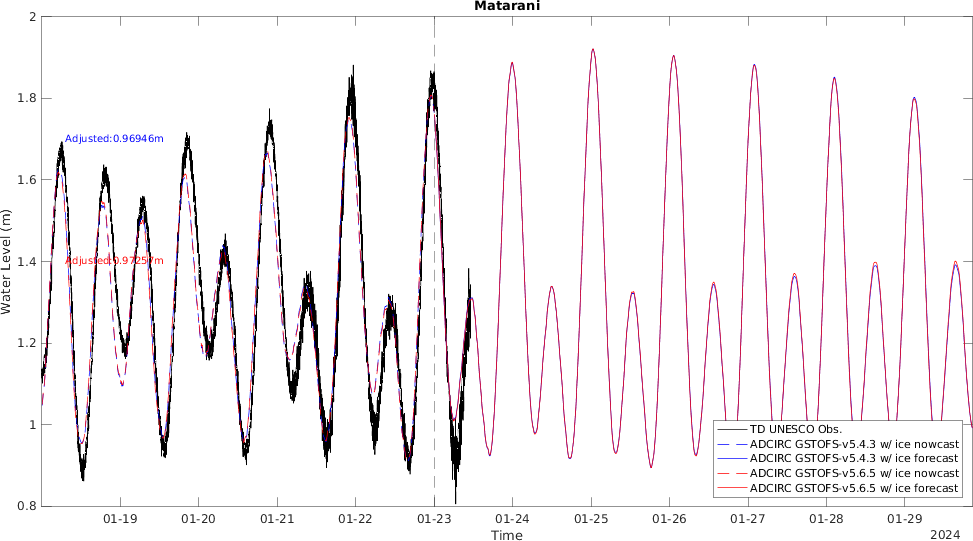 Matarani
2
1.8
1.6
1.4
1.2
1
0.8
Water Level (m)
Adjusted:0.96946m
Adjusted:0.97257m
TD UNESCO Obs.
ADCIRC GSTOFS-v5.4.3 w/ ice nowcast
ADCIRC GSTOFS-v5.4.3 w/ ice forecast
ADCIRC GSTOFS-v5.6.5 w/ ice nowcast
ADCIRC GSTOFS-v5.6.5 w/ ice forecast
01-19 01-20 01-21 01-22 01-23 01-24 01-25 01-26 01-27 01-28 01-29
Time
2024